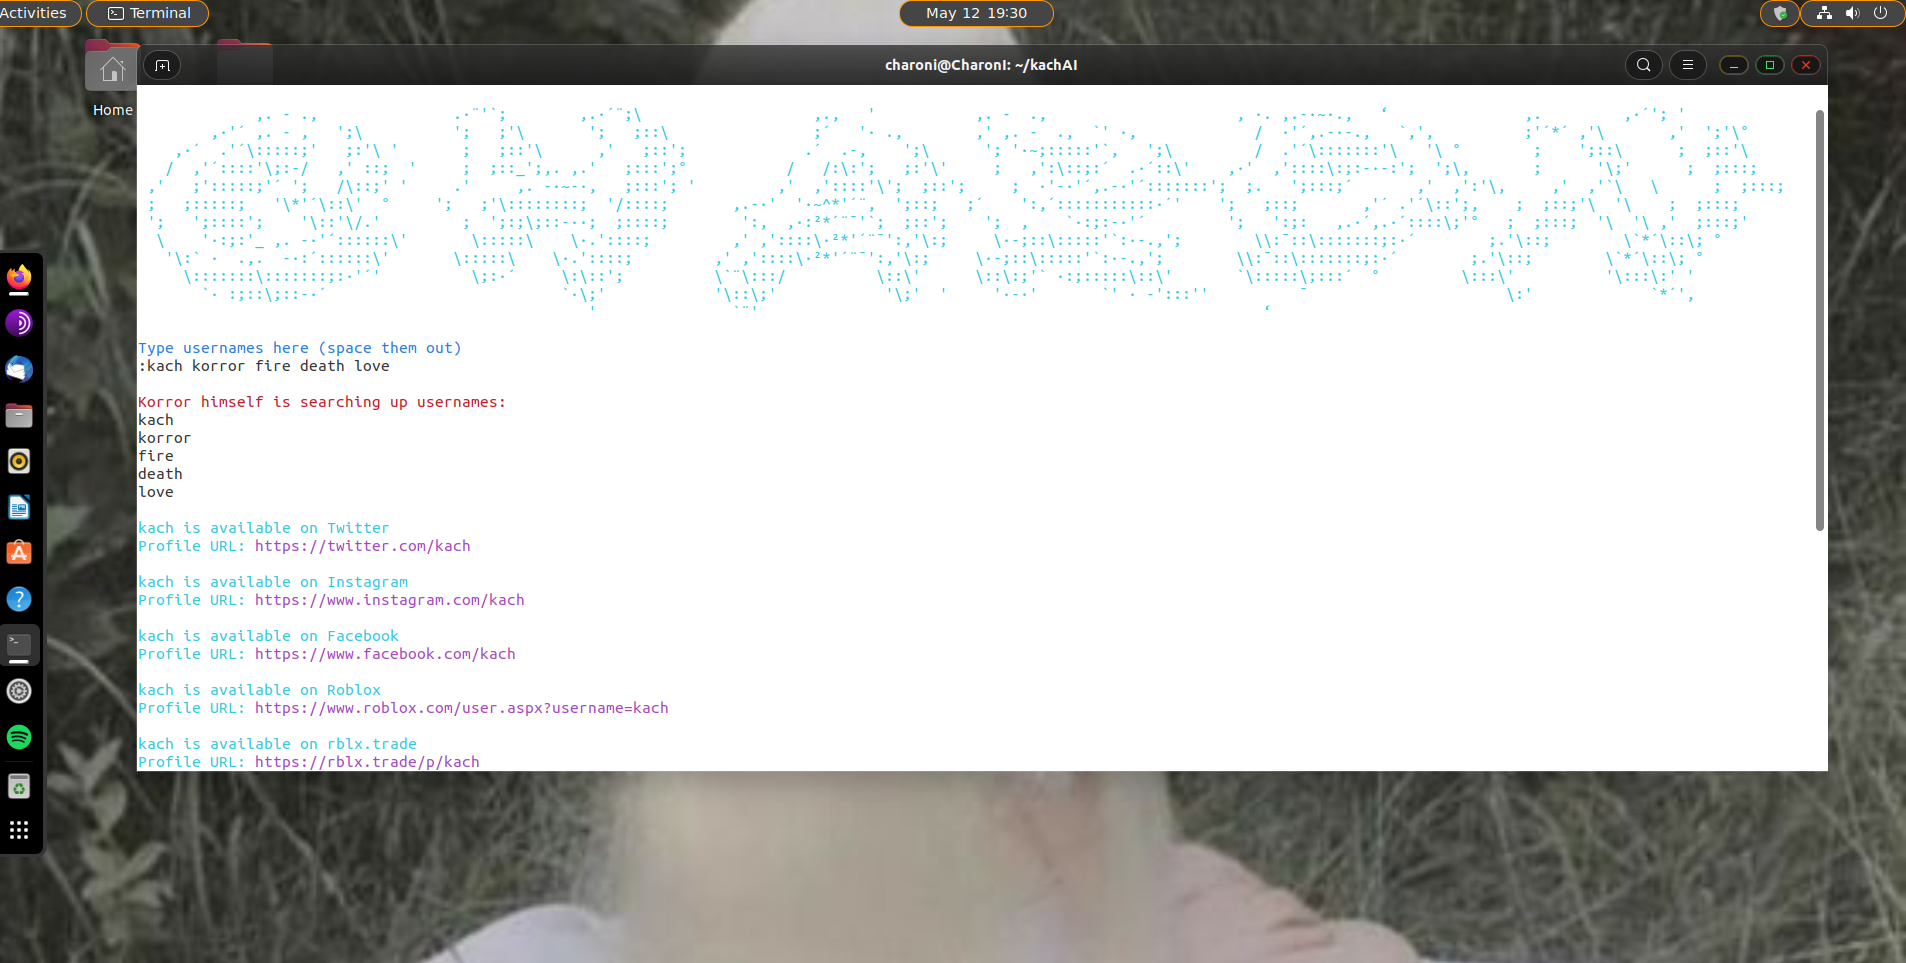 Activities
Terminal
May 12 19:30
Home
charoni@CharonI: ~/kachAI
Type usernames here (space them out)
:kach korror fire death love
Korror himself is searching up usernames:
kach
korror
fire
death
love
kach is available on Twitter
Profile URL: https://twitter.com/kach
kach is available on Instagram
Profile URL: https://www.instagram.com/kach
kach is available on Facebook
Profile URL: https://www.facebook.com/kach
kach is available on Roblox
Profile URL: https://www.roblox.com/user.aspx?username=kach
kach is available on rblx.trade
Profile URL: https://rblx.trade/p/kach